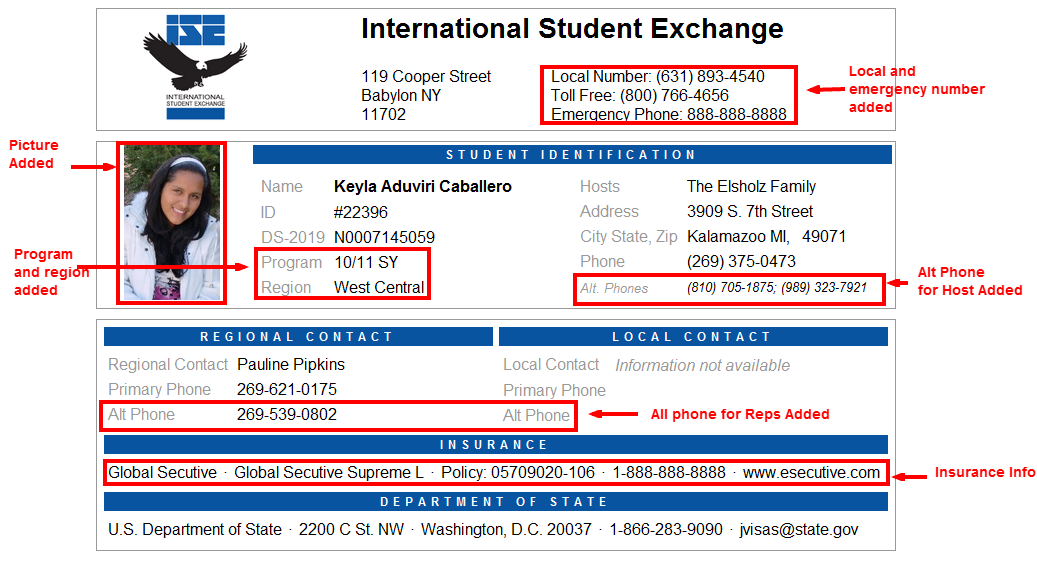 ISE
INTERNATIONAL
STUDENT EXCHANGE
International Student Exchange
119 Cooper Street
Babylon NY
11702
Local Number: (631) 893-4540
Toll Free: (800) 766-4656
Emergency Phone: 888-888-8888
Local and
emergency number
added
Picture
Added
STUDENT IDENTIFICATION
Name Keyla Aduviri Caballero
ID #22396
DS-2019 N0007145059
Program 10/11 SY
Region West Central
Hosts The Elsholz Family
Address 3909 S. 7th Street
City State, Zip Kalamazoo MI, 49071
Phone (269) 375-0473
Alt. Phones (810) 705-1875; (989) 323-7921
Program
and region
added
Alt Phone
for Host Added
REGIONAL CONTACT
Regional Contact Pauline Pipkins
Primary Phone 269-621-0175
Alt Phone 269-539-0802
LOCAL CONTACT
Local Contact Information not available
Primary Phone
Alt Phone
All phone for Reps Added
INSURANCE
Global Secutive · Global Secutive Supreme L · Policy: 05709020-106 · 1-888-888-8888 · www.esecutive.com
Insurance Info
DEPARTMENT OF STATE
U.S. Department of State · 2200 C St. NW · Washington, D.C. 20037 · 1-866-283-9090 · jvisas@state.gov